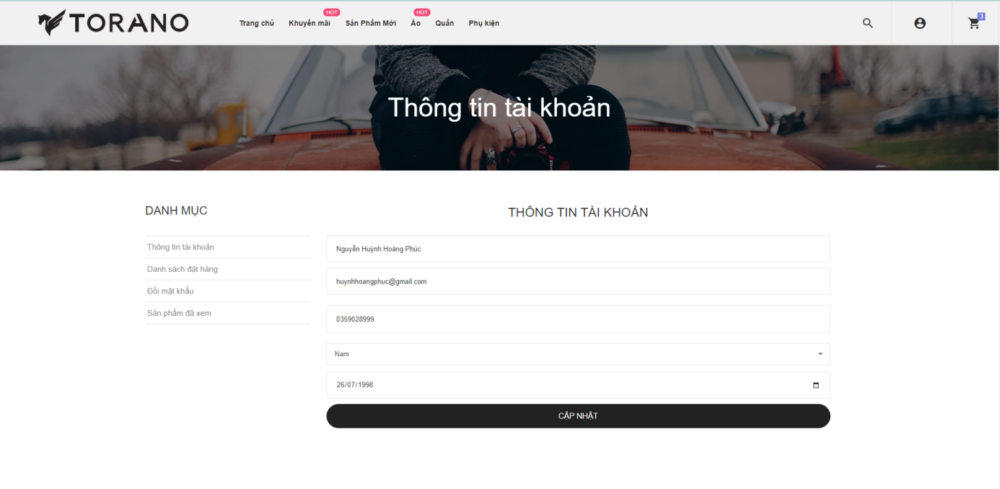 TORANO
HOT HOT
Trang chủ Khuyến mãi Sản Phẩm Mới Áo Quần Phụ kiện
3
Thông tin tài khoản
DANH MỤC
Thông tin tài khoản
Danh sách đặt hàng
Đổi mật khẩu
Sản phẩm đã xem
THÔNG TIN TÀI KHOẢN
Nguyễn Huỳnh Hoàng Phúc
huynhhoangphuc@gmail.com
0359028999
Nam
26/07/1998
CẬP NHẬT